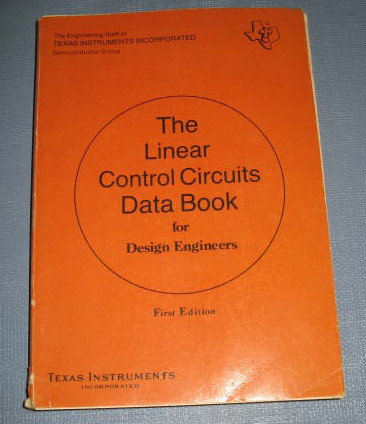 The Engineering Staff of
TEXAS INSTRUMENTS INCORPORATED
Semiconductor Group
The
Linear
Control Circuits
Data Book
for
Design Engineers
First Edition
TEXAS INSTRUMENTS
INCORPORATED